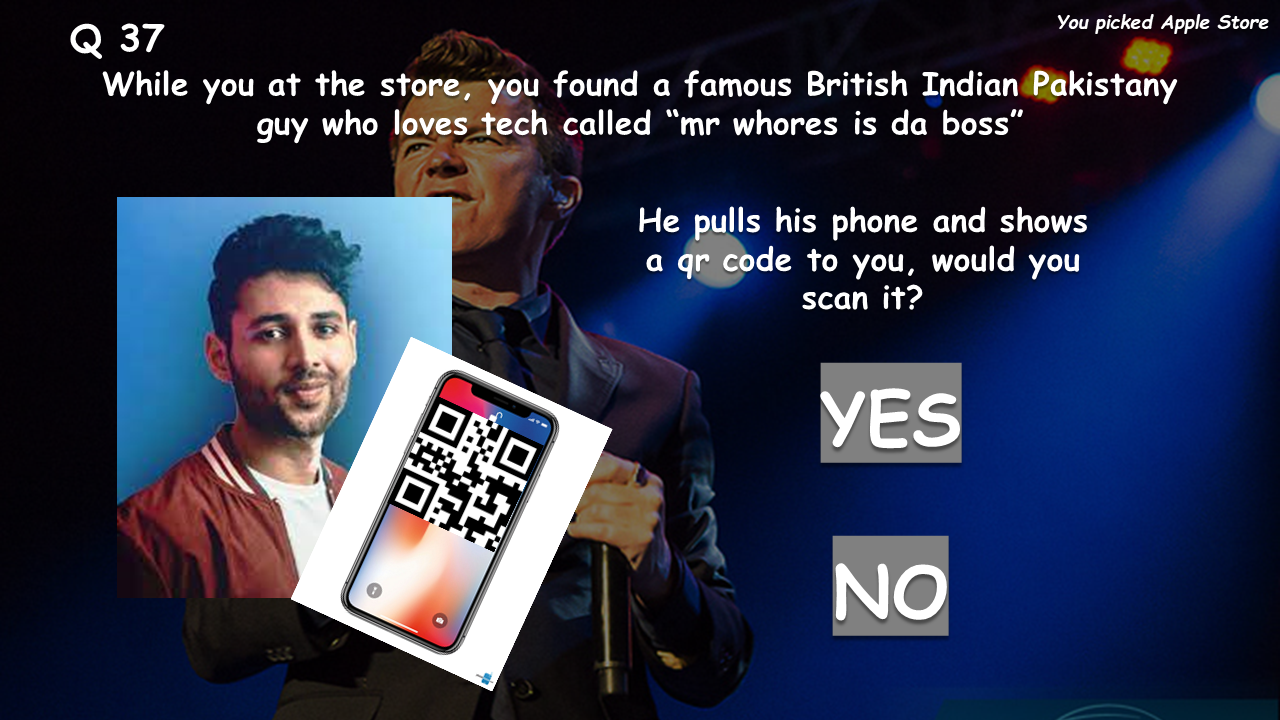 Q 37
You picked Apple Store
While you at the store, you found a famous British Indian Pakistany
guy who loves tech called “mr whores is da boss”
He pulls his phone and shows
a qr code to you, would you
scan it?
YES
NO